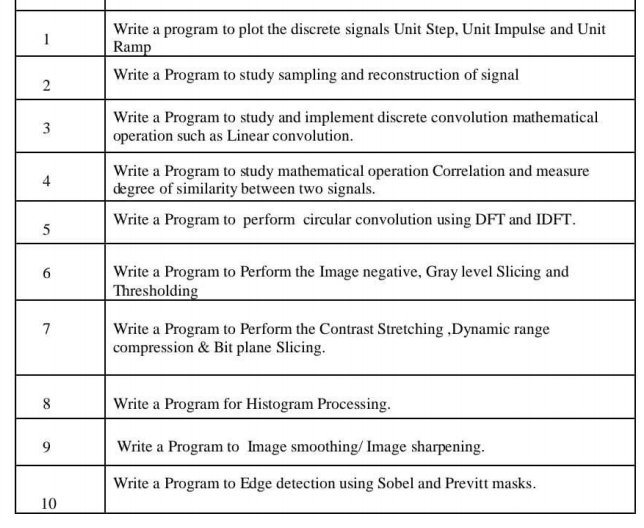 1
Write a program to plot the discrete signals Unit Step, Unit Impulse and Unit
Ramp
2
Write a Program to study sampling and reconstruction of signal
3
Write a Program to study and implement discrete convolution mathematical
operation such as Linear convolution.
4
Write a Program to study mathematical operation Correlation and measure
degree of similarity between two signals.
5
Write a Program to perform circular convolution using DFT and IDFT.
6
Write a Program to Perform the Image negative, Gray level Slicing and
Thresholding
7
Write a Program to Perform the Contrast Stretching ,Dynamic range
compression & Bit plane Slicing.
8
Write a Program for Histogram Processing.
9
Write a Program to Image smoothing/ Image sharpening.
10
Write a Program to Edge detection using Sobel and Previtt masks.